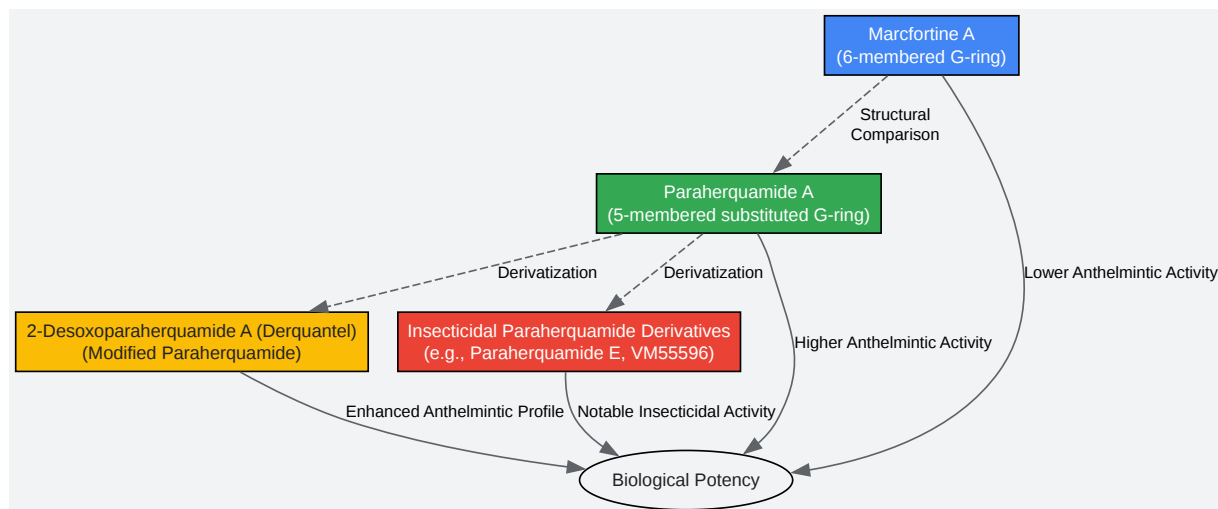 Marcfortine A
(6-membered G-ring)
Structural
Comparison
Paraherquamide A
(5-membered substituted G-ring)
Derivatization
Derivatization
Lower Anthelmintic Activity
2-Desoxoparaherquamide A (Derquantel)
(Modified Paraherquamide)
Insecticidal Paraherquamide Derivatives
(e.g., Paraherquamide E, VM55596)
Higher Anthelmintic Activity
Enhanced Anthelmintic Profile
Notable Insecticidal Activity
Biological Potency